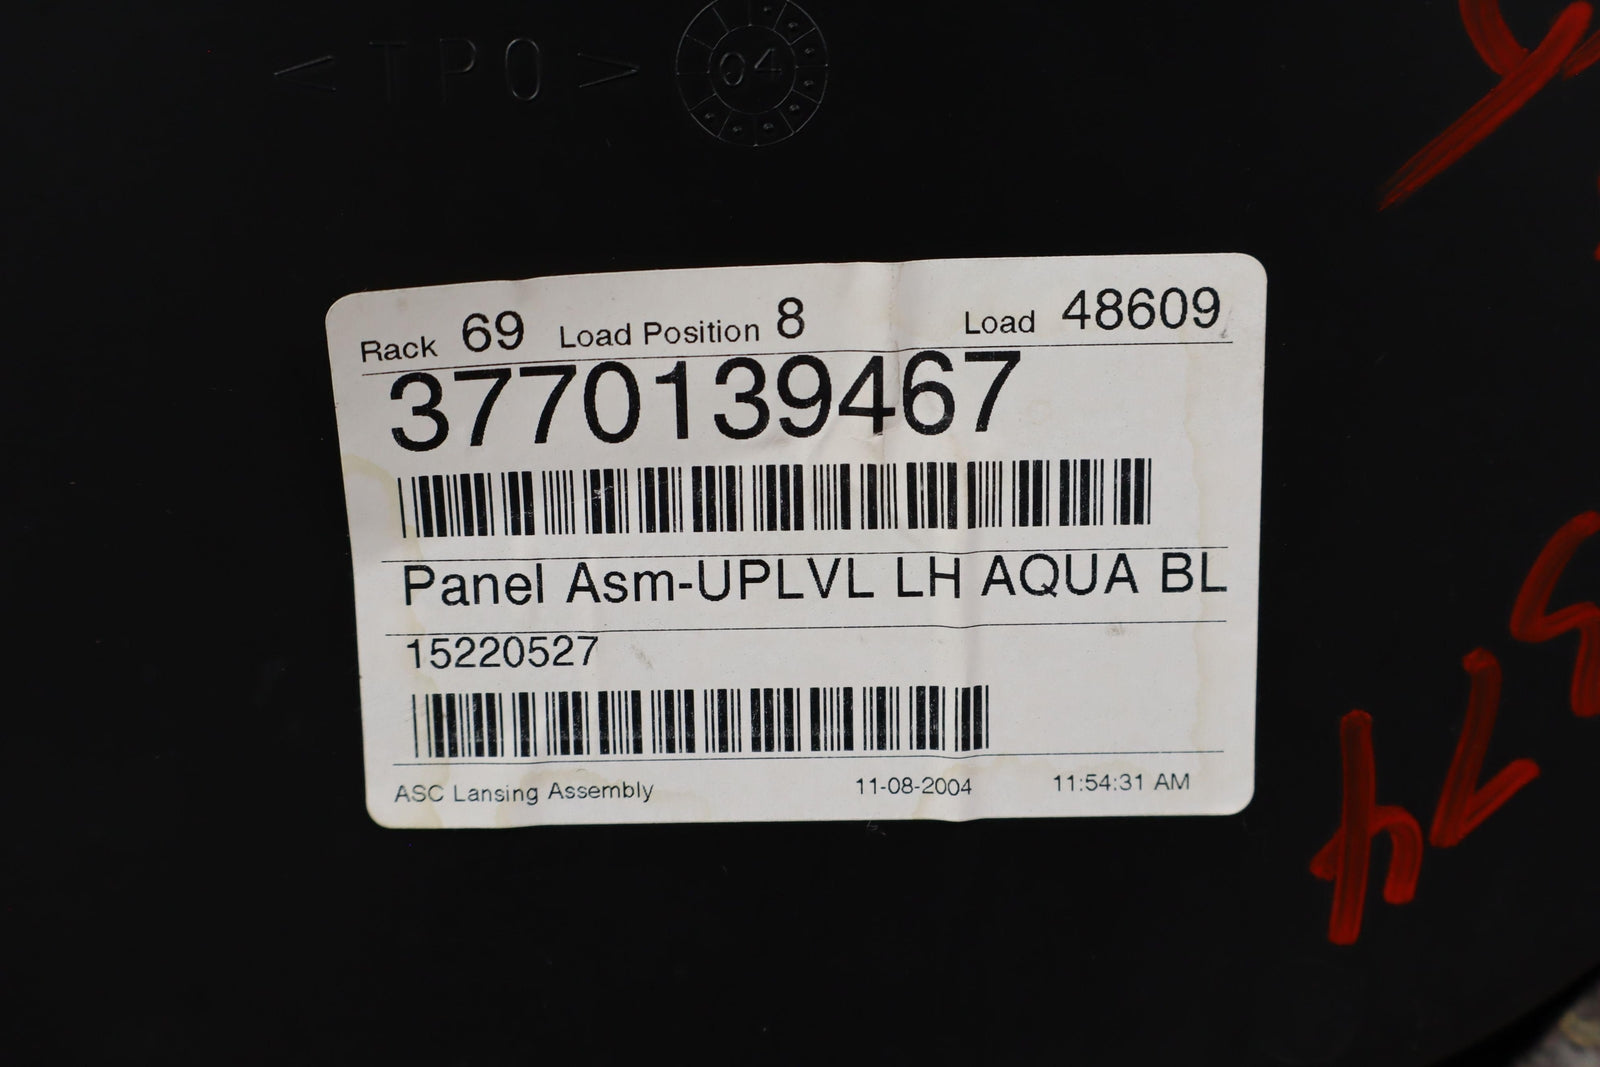 <TPO>
04
Rack 69 Load Position 8 Load 48609
3770139467
Panel Asm-UPLVL LH AQUA BL
15220527
ASC Lansing Assembly 11-08-2004 11:54:31 AM